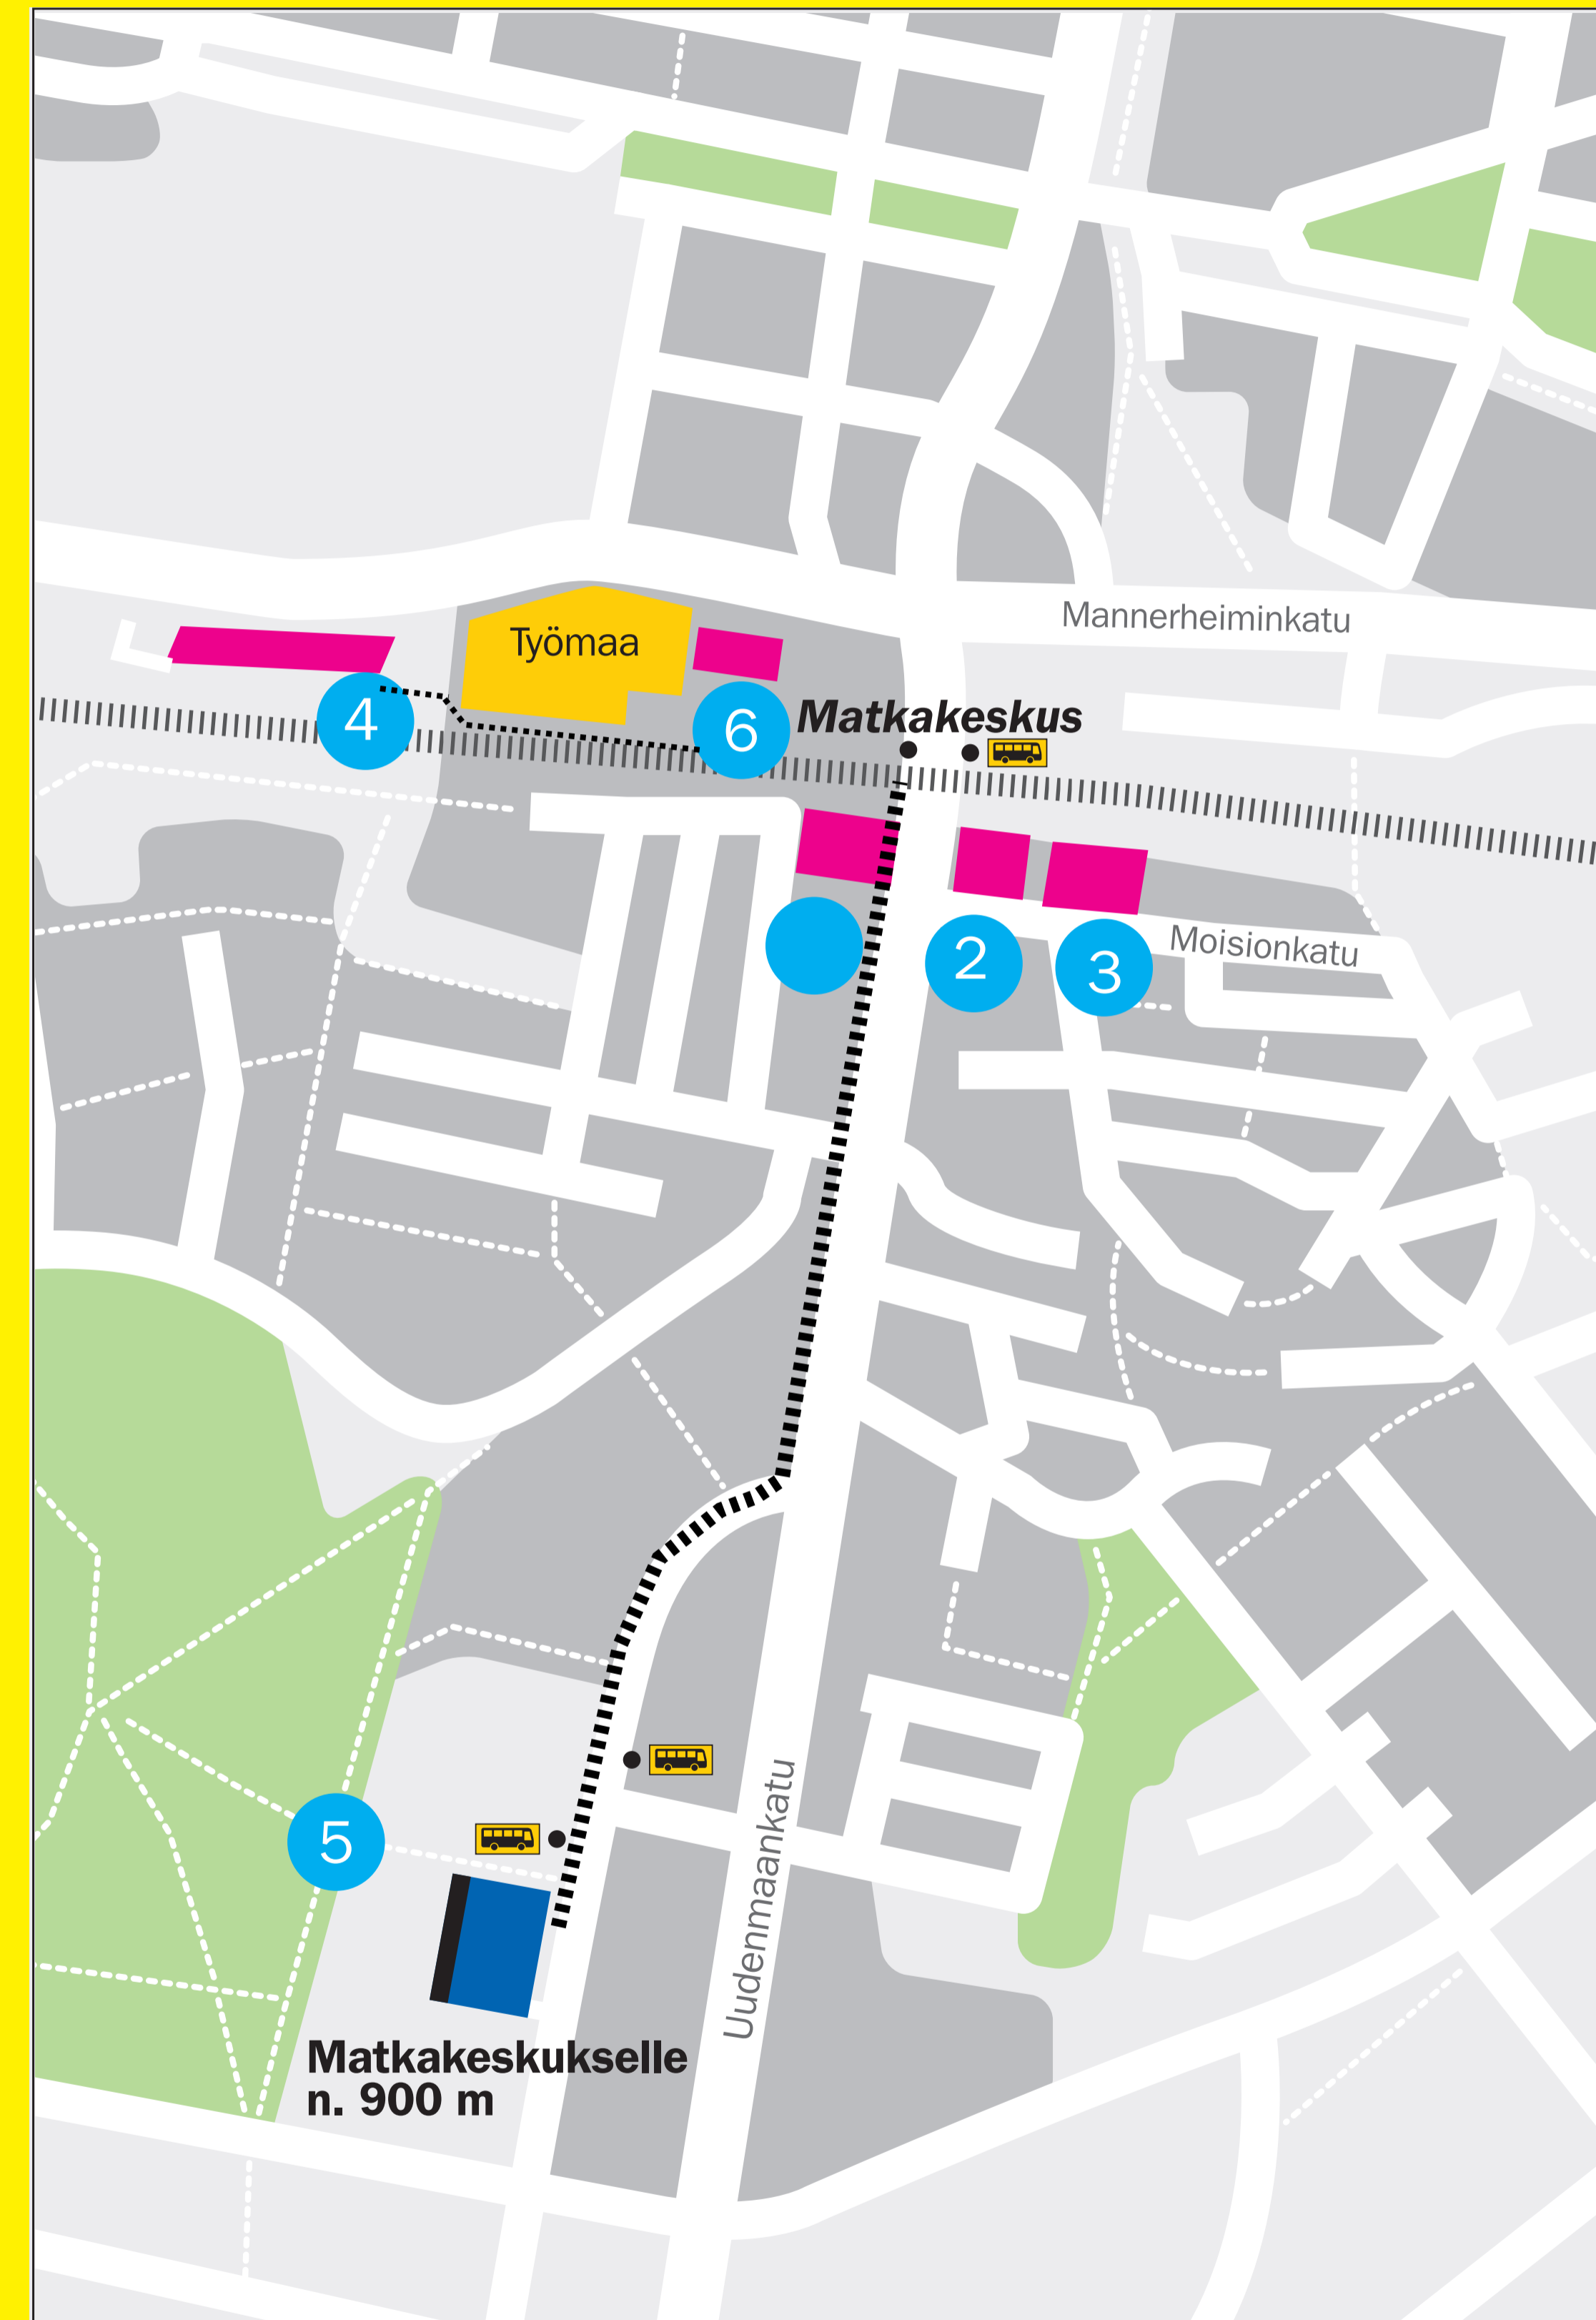 Mannerheiminkatu
Työmaa
4
6
Matkakeskus
2
3
Moisionkatu
5
Uudenmaankatu
Matkakeskukselle
n. 900 m